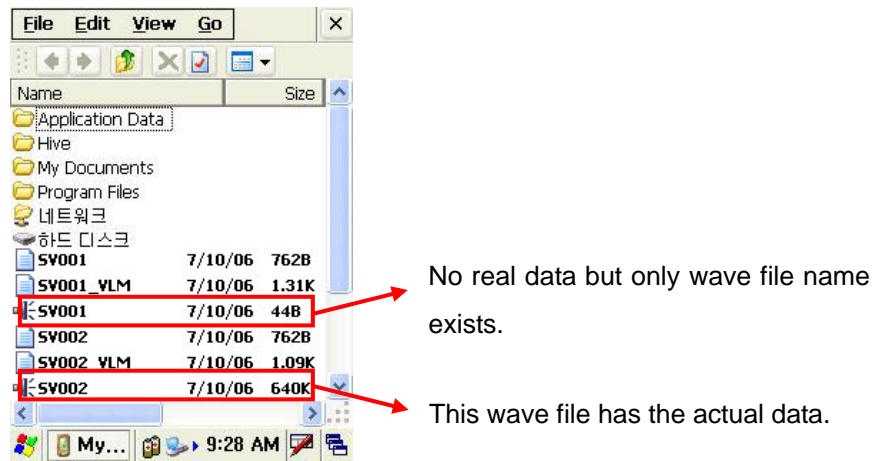 File Edit View Go
Name Size
Application Data
Hive
My Documents
Program Files
네트워크
하드 디스크
SV001 7/10/06 762B
SV001_VLM 7/10/06 1.31K
SV001 7/10/06 44B
SV002 7/10/06 762B
SV002_VLM 7/10/06 1.09K
SV002 7/10/06 640K
My... 9:28 AM
No real data but only wave file name
exists.
This wave file has the actual data.